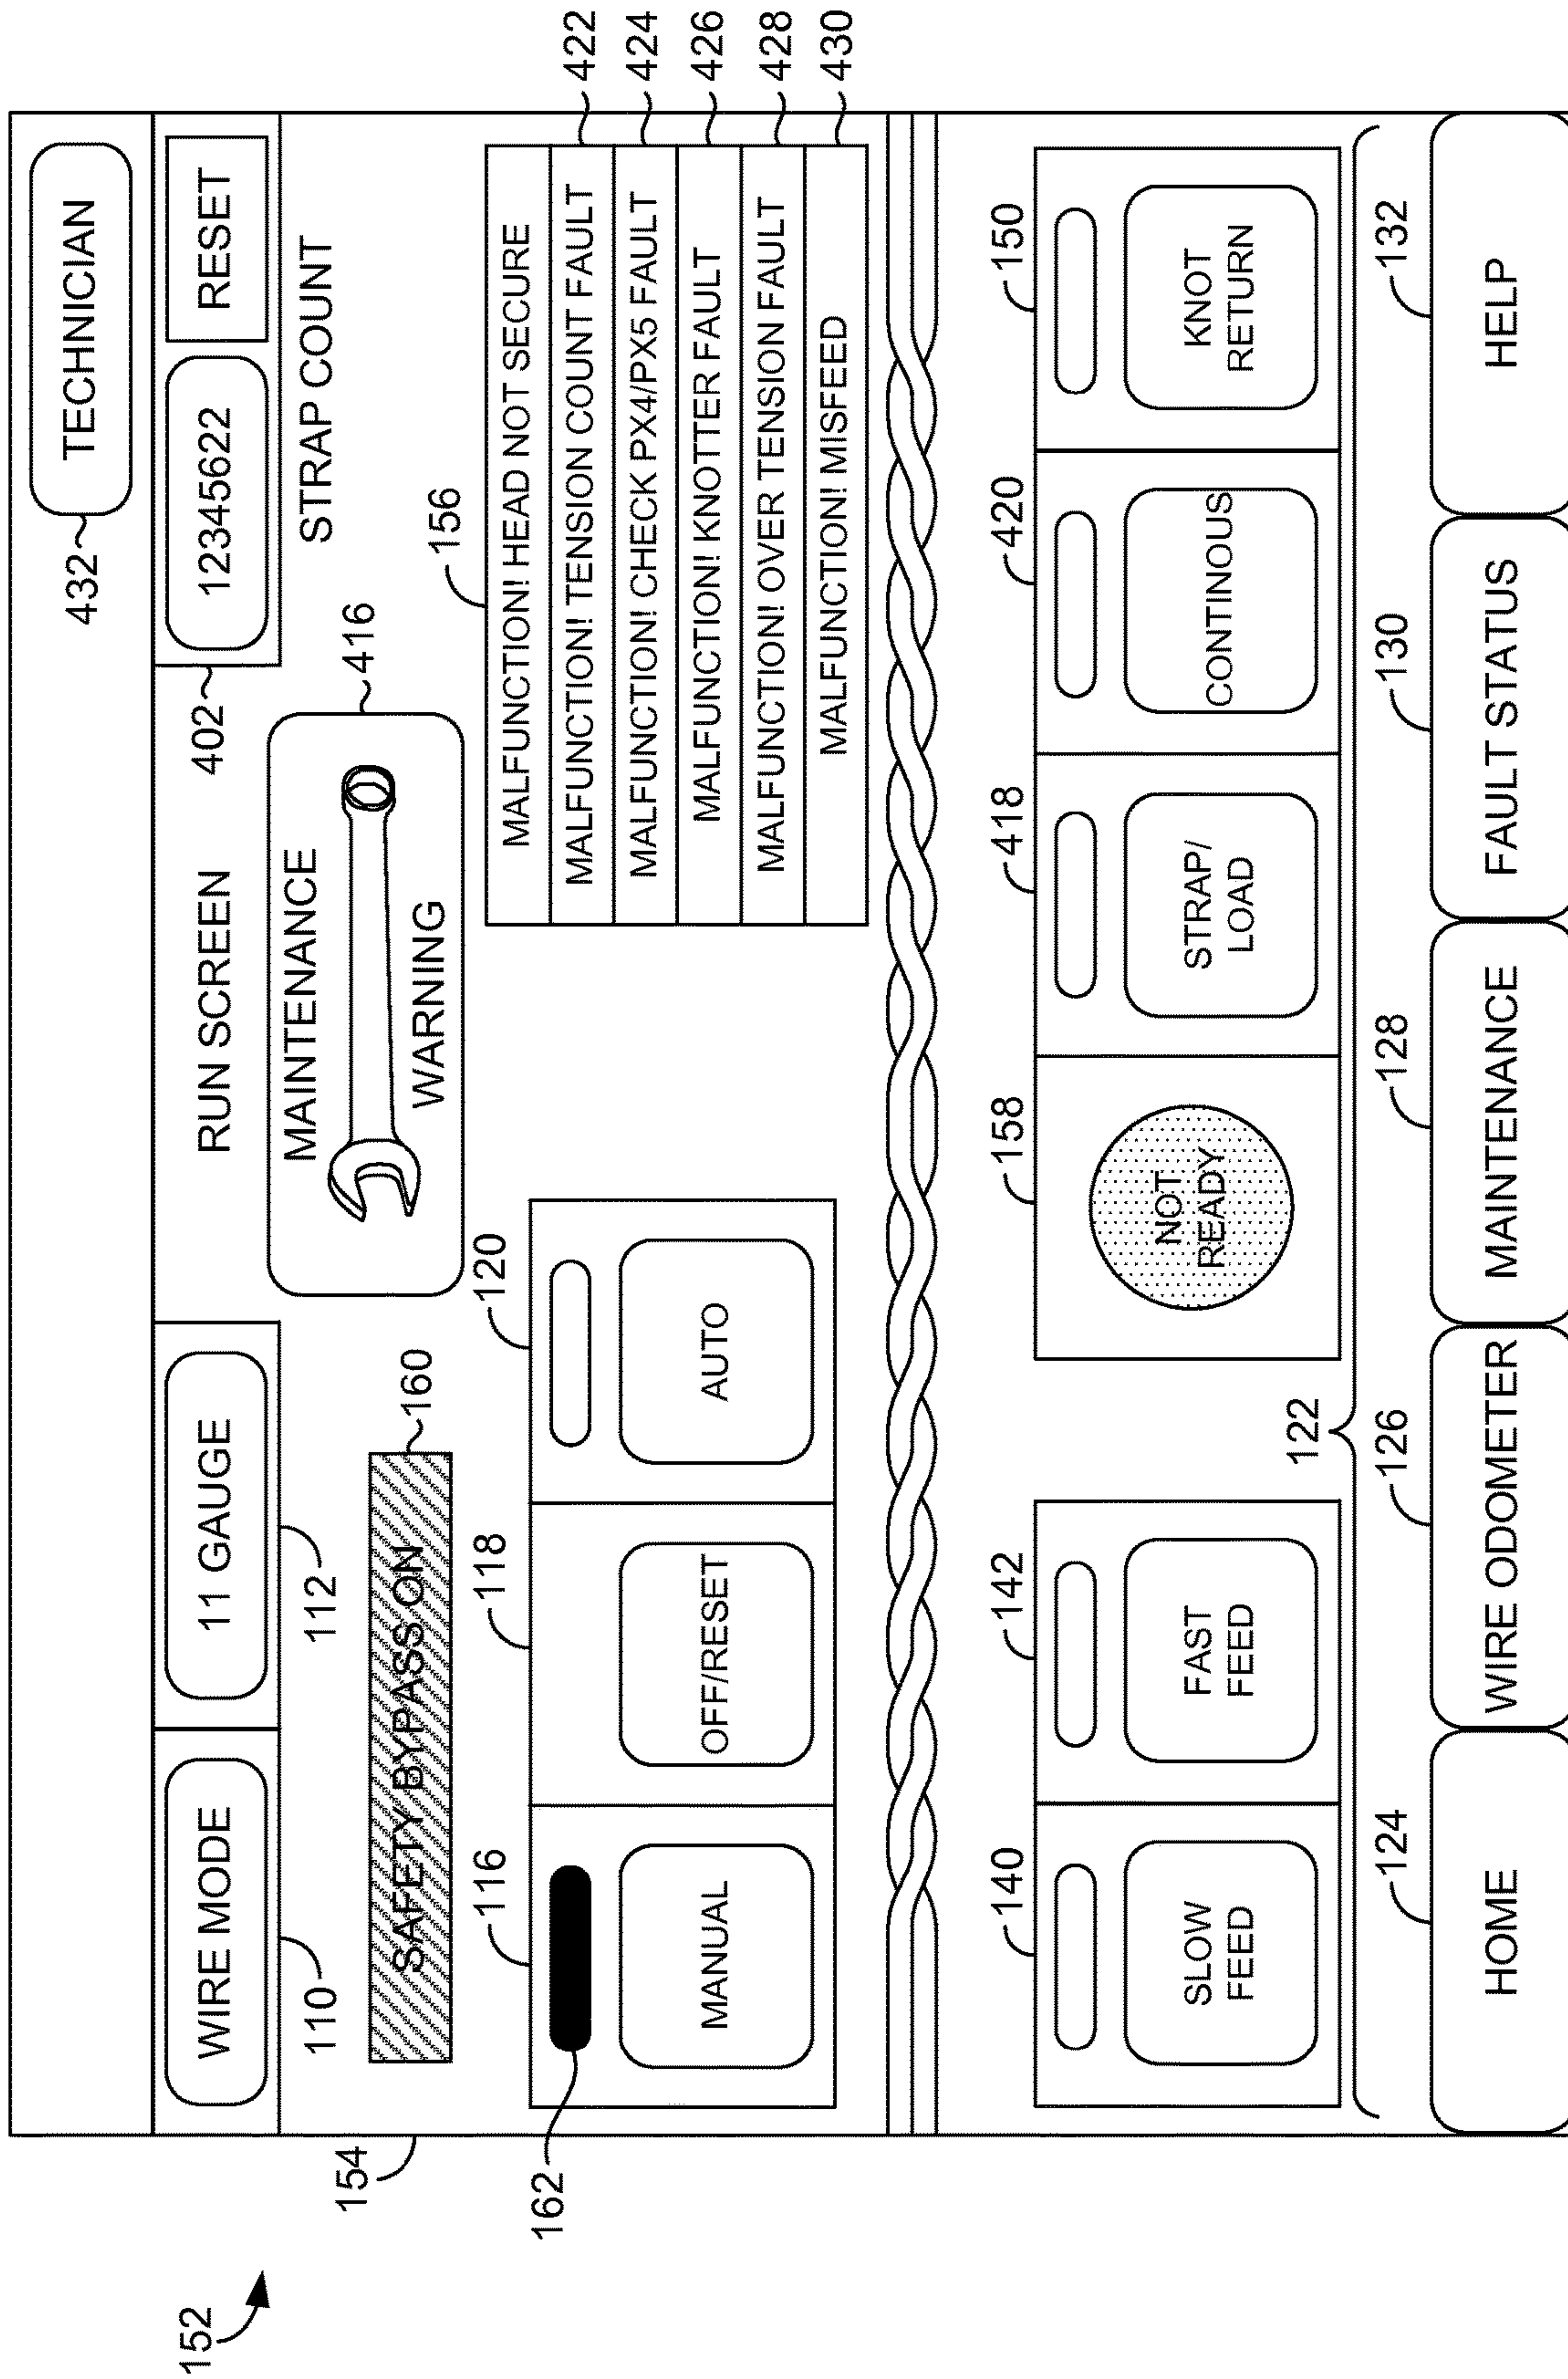 152
154
432
TECHNICIAN
WIRE MODE
11 GAUGE
RUN SCREEN
12345622
RESET
110
112
402
STRAP COUNT
MAINTENANCE
WARNING
416
SAFETY BYPASS ON
160
156
MALFUNCTION! HEAD NOT SECURE
MALFUNCTION! TENSION COUNT FAULT
422
MALFUNCTION! CHECK PX4/PX5 FAULT
424
MALFUNCTION! KNOTTER FAULT
426
MALFUNCTION! OVER TENSION FAULT
428
MALFUNCTION! MISFEED
430
116
118
120
162
MANUAL
OFF/RESET
AUTO
140
142
158
418
420
150
SLOW
FEED
FAST
FEED
NOT
READY
STRAP/
LOAD
CONTINOUS
KNOT
RETURN
122
124
126
128
130
132
HOME
WIRE ODOMETER
MAINTENANCE
FAULT STATUS
HELP